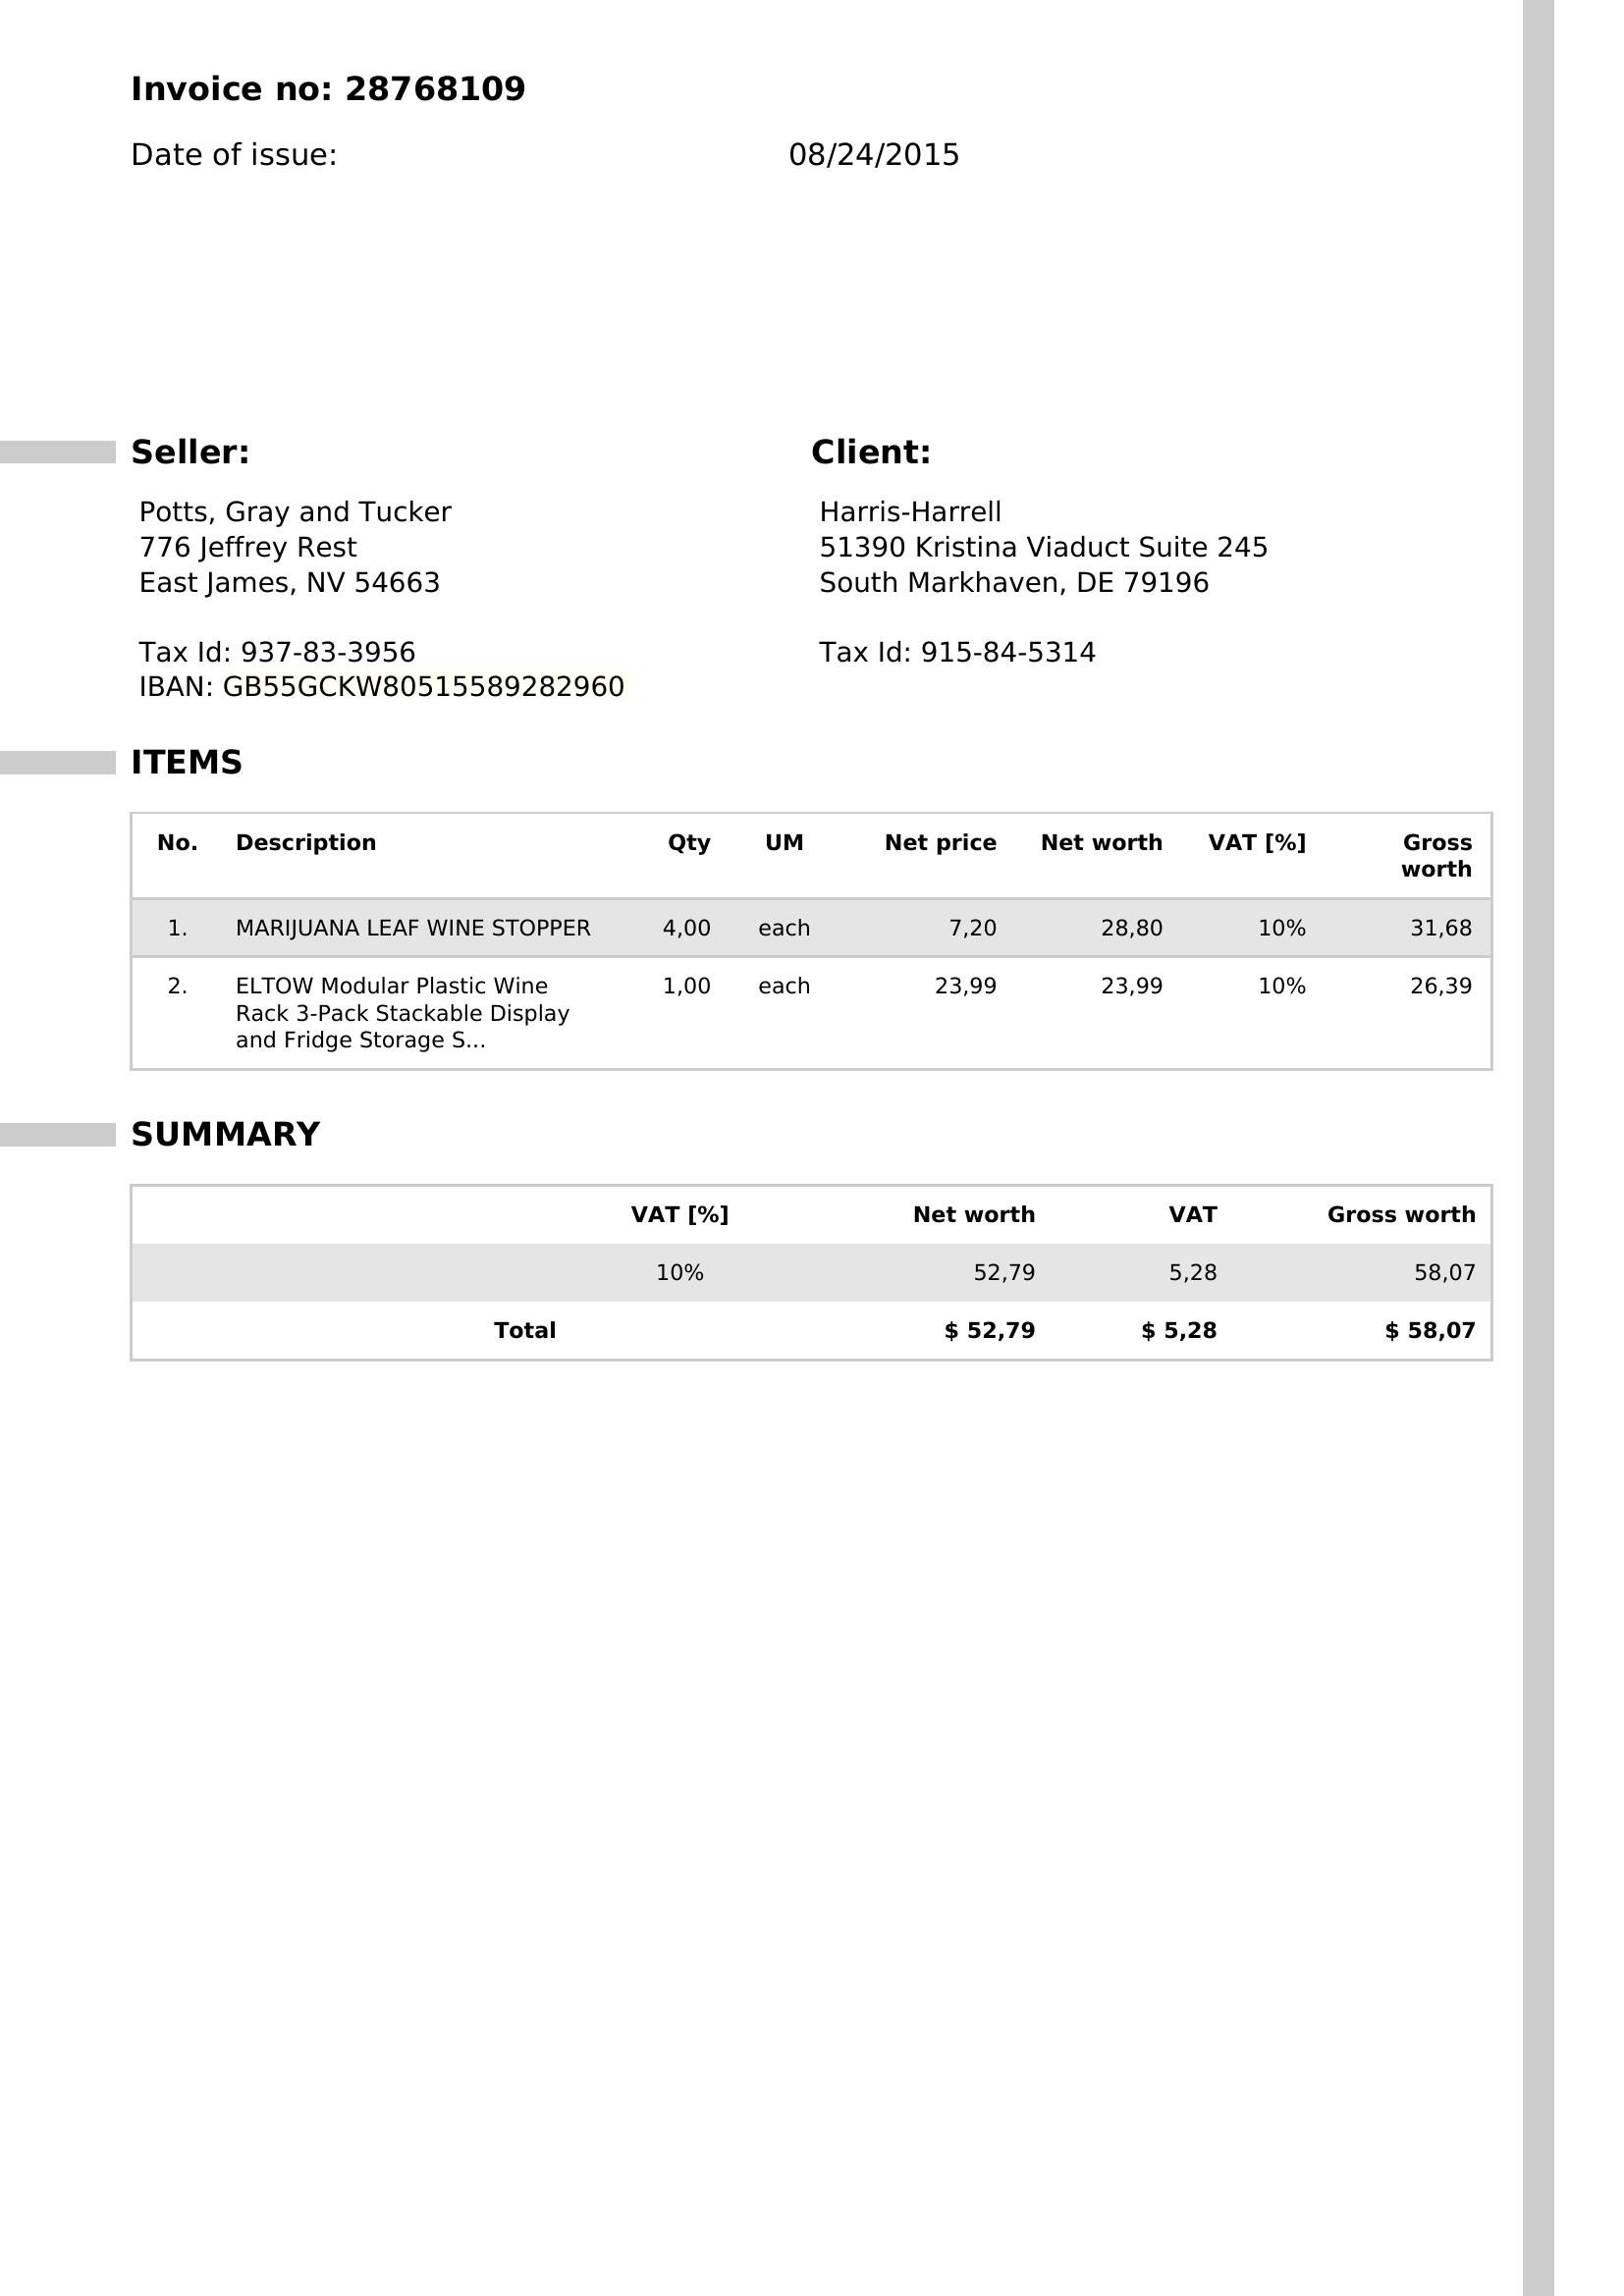 Invoice no: 28768109
Date of issue: 08/24/2015
Seller:
Potts, Gray and Tucker
776 Jeffrey Rest
East James, NV 54663
Tax Id: 937-83-3956
IBAN: GB55GCKW80515589282960
Client:
Harris-Harrell
51390 Kristina Viaduct Suite 245
South Markhaven, DE 79196
Tax Id: 915-84-5314
ITEMS
No. Description Qty UM Net price Net worth VAT [%] Gross
worth
1. MARIJUANA LEAF WINE STOPPER 4,00 each 7,20 28,80 10% 31,68
2. ELTOW Modular Plastic Wine 1,00 each 23,99 23,99 10% 26,39
Rack 3-Pack Stackable Display
and Fridge Storage S...
SUMMARY
VAT [%] Net worth VAT Gross worth
10% 52,79 5,28 58,07
Total $ 52,79 $ 5,28 $ 58,07